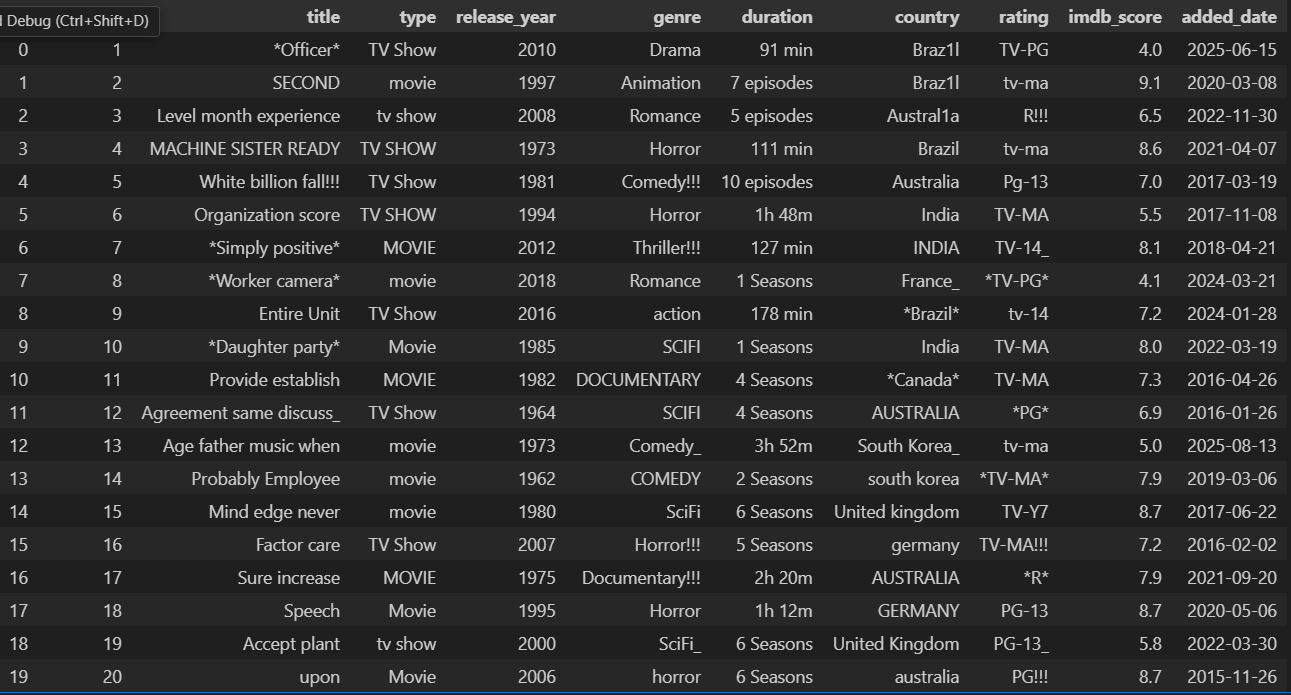 l Debug (Ctrl+Shift+D) title type release_year genre duration country rating imdb_score added_date
0 1 *Officer* TV Show 2010 Drama 91 min Braz1l TV-PG 4.0 2025-06-15
1 2 SECOND movie 1997 Animation 7 episodes Braz1l tv-ma 9.1 2020-03-08
2 3 Level month experience tv show 2008 Romance 5 episodes Austral1a R!!! 6.5 2022-11-30
3 4 MACHINE SISTER READY TV SHOW 1973 Horror 111 min Brazil tv-ma 8.6 2021-04-07
4 5 White billion fall!!! TV Show 1981 Comedy!!! 10 episodes Australia Pg-13 7.0 2017-03-19
5 6 Organization score TV SHOW 1994 Horror 1h 48m India TV-MA 5.5 2017-11-08
6 7 *Simply positive* MOVIE 2012 Thriller!!! 127 min INDIA TV-14_ 8.1 2018-04-21
7 8 *Worker camera* movie 2018 Romance 1 Seasons France_ *TV-PG* 4.1 2024-03-21
8 9 Entire Unit TV Show 2016 action 178 min *Brazil* tv-14 7.2 2024-01-28
9 10 *Daughter party* Movie 1985 SCIFI 1 Seasons India TV-MA 8.0 2022-03-19
10 11 Provide establish MOVIE 1982 DOCUMENTARY 4 Seasons *Canada* TV-MA 7.3 2016-04-26
11 12 Agreement same discuss_ TV Show 1964 SCIFI 4 Seasons AUSTRALIA *PG* 6.9 2016-01-26
12 13 Age father music when movie 1973 Comedy_ 3h 52m South Korea_ tv-ma 5.0 2025-08-13
13 14 Probably Employee movie 1962 COMEDY 2 Seasons south korea *TV-MA* 7.9 2019-03-06
14 15 Mind edge never movie 1980 SciFi 6 Seasons United kingdom TV-Y7 8.7 2017-06-22
15 16 Factor care TV Show 2007 Horror!!! 5 Seasons germany TV-MA!!! 7.2 2016-02-02
16 17 Sure increase MOVIE 1975 Documentary!!! 2h 20m AUSTRALIA *R* 7.9 2021-09-20
17 18 Speech Movie 1995 Horror 1h 12m GERMANY PG-13 8.7 2020-05-06
18 19 Accept plant tv show 2000 SciFi_ 6 Seasons United Kingdom PG-13_ 5.8 2022-03-30
19 20 upon Movie 2006 horror 6 Seasons australia PG!!! 8.7 2015-11-26